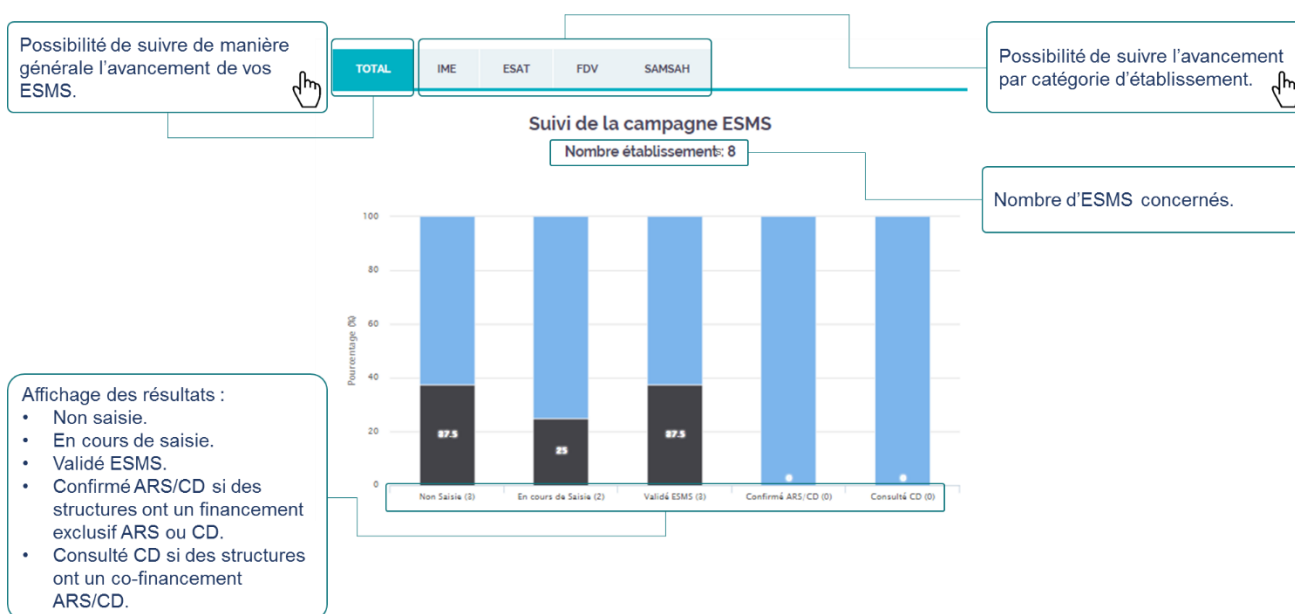 Possibilité de suivre de manière
générale l'avancement de vos
ESMS.
TOTAL
IME
ESAT
FDV
SAMSAH
Possibilité de suivre l'avancement
par catégorie d'établissement.
Suivi de la campagne ESMS
Nombre établissements: 8
Nombre d'ESMS concernés.
Pourcentage (%)
100
80
60
40
20
0
37.5
25
37.5
0
0
Non Saisie (3)
En cours de Saisie (2)
Validé ESMS (3)
Confirmé ARS/CD (0)
Consulté CD (0)
Affichage des résultats :
• Non saisie.
• En cours de saisie.
• Validé ESMS.
• Confirmé ARS/CD si des
structures ont un financement
exclusif ARS ou CD.
• Consulté CD si des structures
ont un co-financement
ARS/CD.